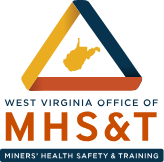 WEST VIRGINIA OFFICE OF
MHS&T
MINERS' HEALTH SAFETY & TRAINING